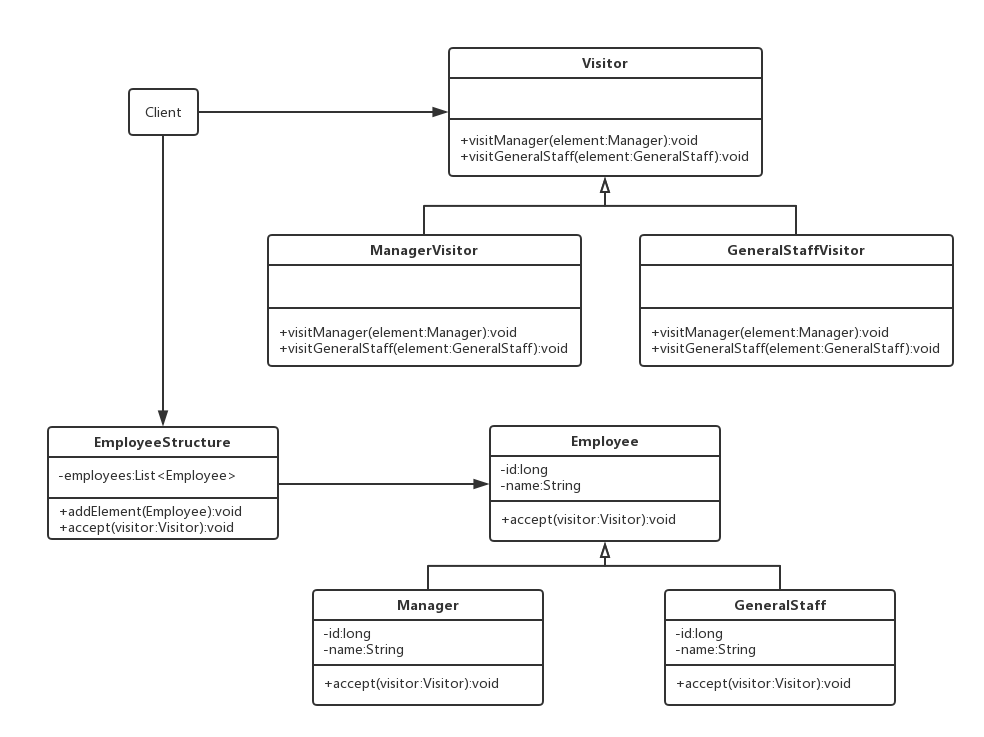 Visitor
Client
+visitManager(element:Manager):void
+visitGeneralStaff(element:GeneralStaff):void
ManagerVisitor
+visitManager(element:Manager):void
+visitGeneralStaff(element:GeneralStaff):void
GeneralStaffVisitor
+visitManager(element:Manager):void
+visitGeneralStaff(element:GeneralStaff):void
EmployeeStructure
-employees:List<Employee>
+addElement(Employee):void
+accept(visitor:Visitor):void
Employee
-id:long
-name:String
+accept(visitor:Visitor):void
Manager
-id:long
-name:String
+accept(visitor:Visitor):void
GeneralStaff
-id:long
-name:String
+accept(visitor:Visitor):void